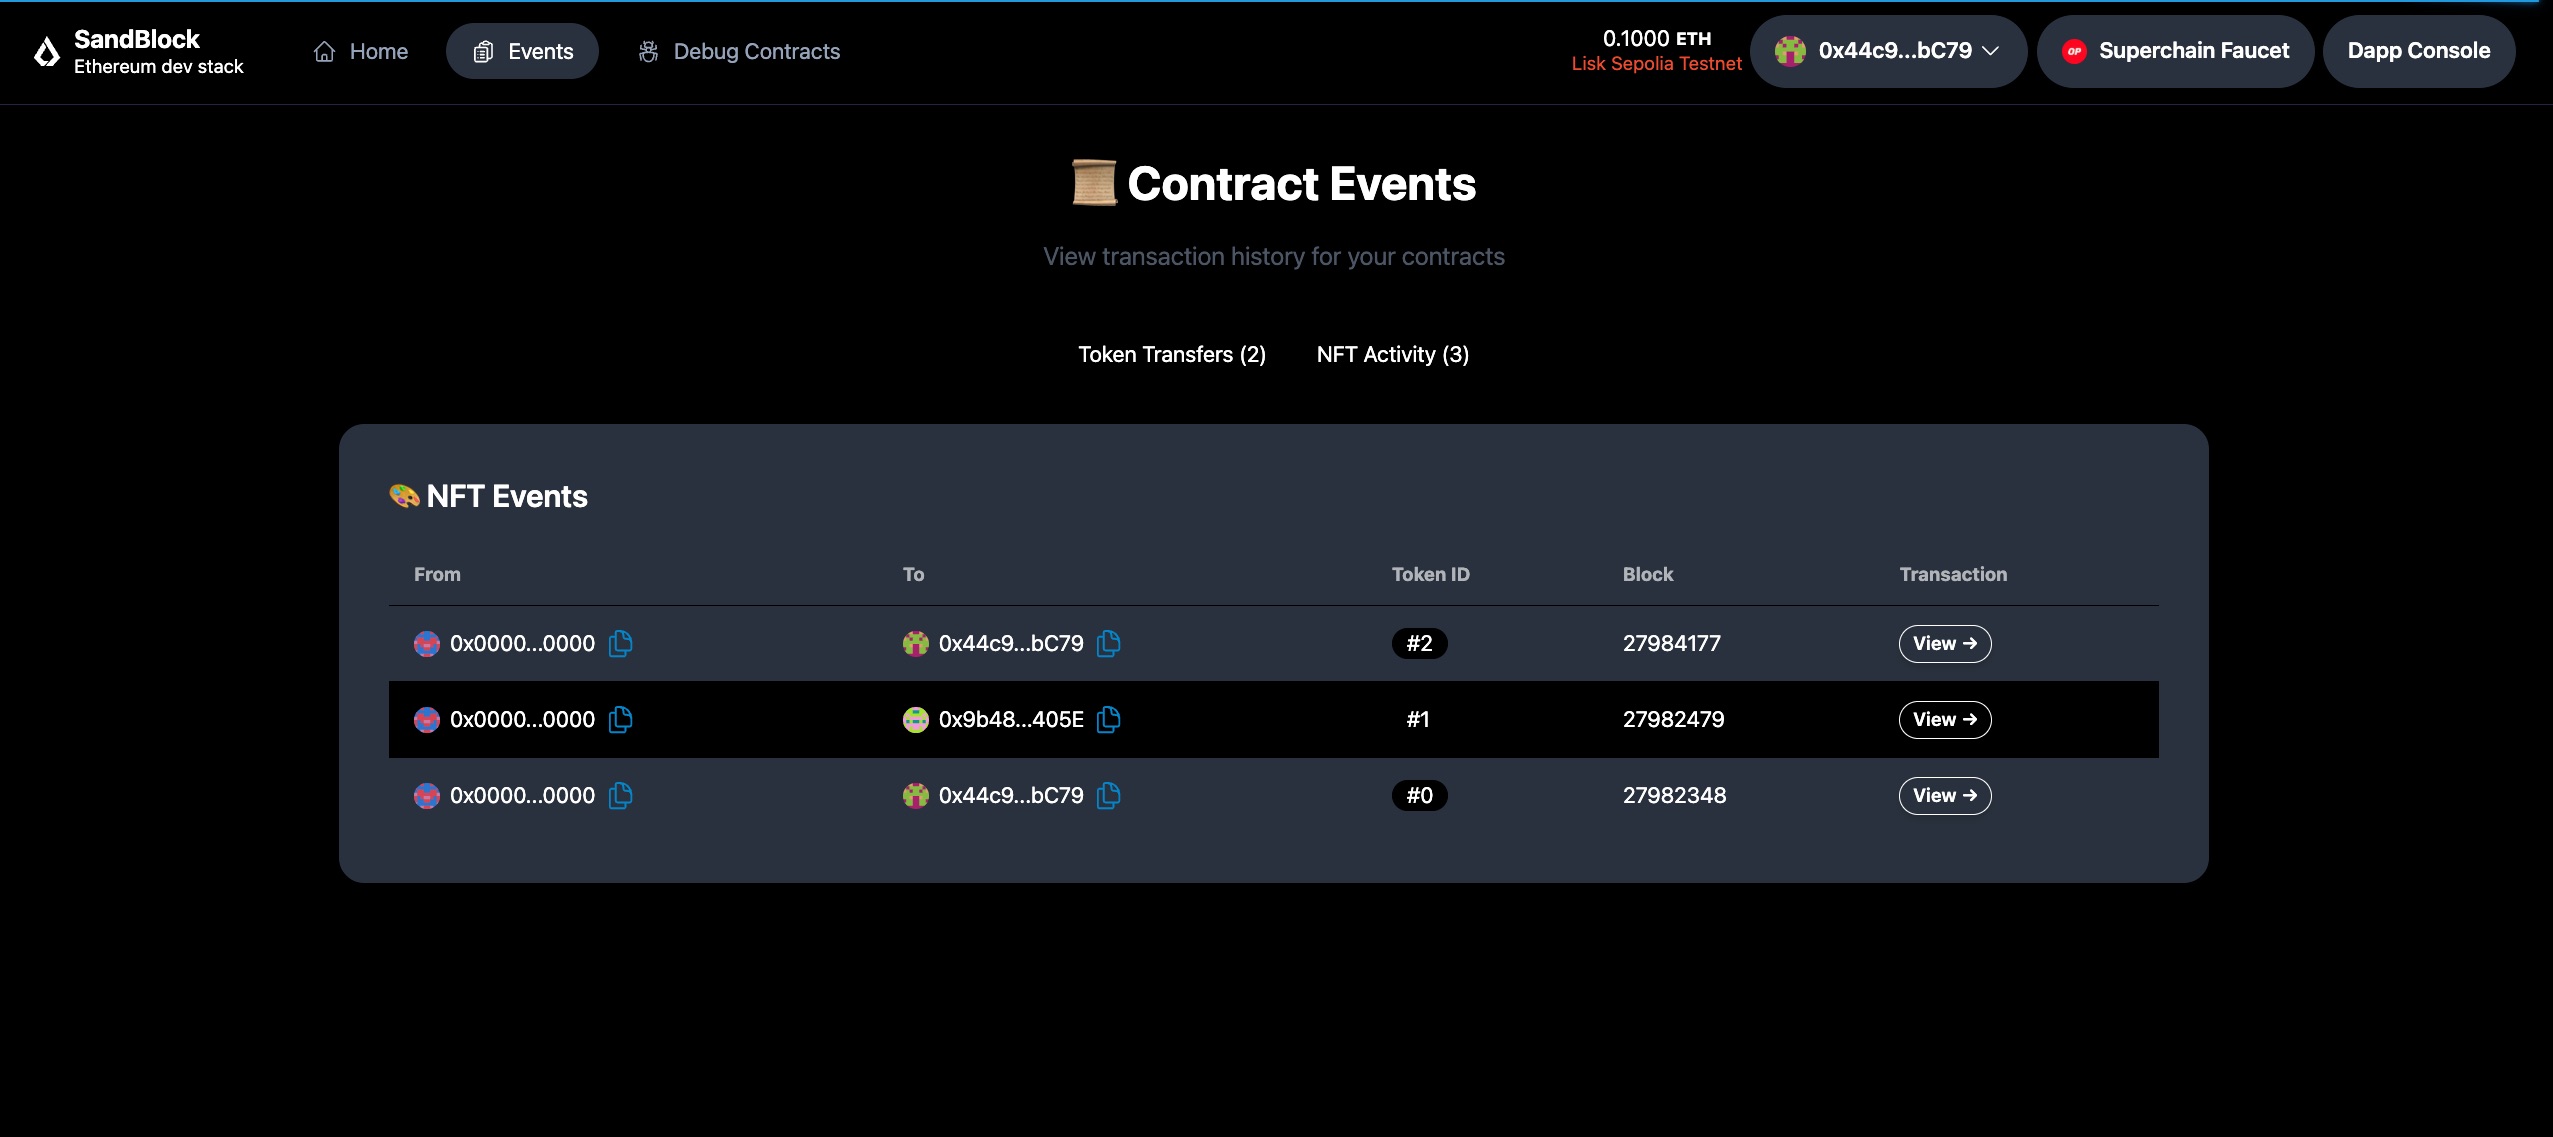 SandBlock
Ethereum dev stack
Home
Events
Debug Contracts
0.1000 ETH
Lisk Sepolia Testnet
0x44c9...bC79
OP
Superchain Faucet
Dapp Console
Contract Events
View transaction history for your contracts
Token Transfers (2)
NFT Activity (3)
NFT Events
From To Token ID Block Transaction
0x0000...0000 0x44c9...bC79 #2 27984177 View →
0x0000...0000 0x9b48...405E #1 27982479 View →
0x0000...0000 0x44c9...bC79 #0 27982348 View →